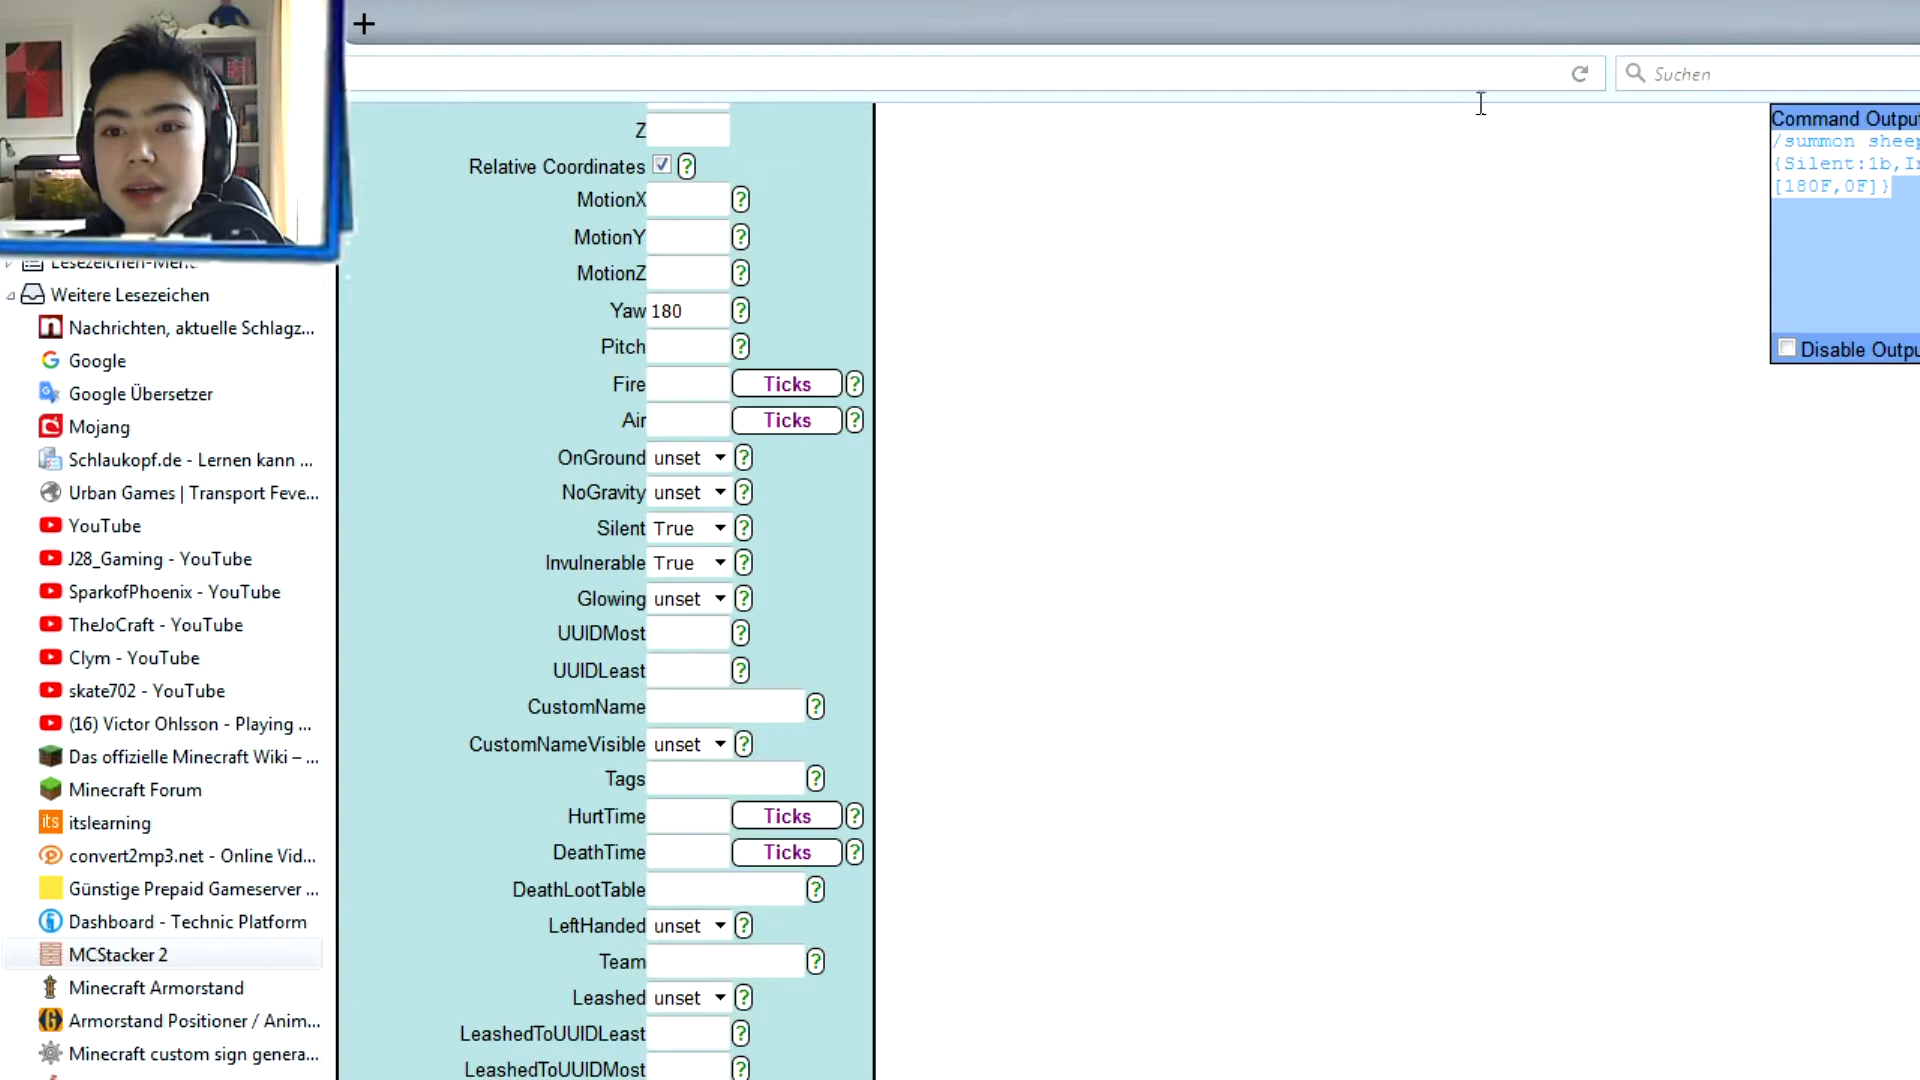 +
Suchen
Z
Relative Coordinates ?
MotionX ?
MotionY ?
MotionZ ?
Yaw 180 ?
Pitch ?
Fire Ticks ?
Air Ticks ?
OnGround unset ?
NoGravity unset ?
Silent True ?
Invulnerable True ?
Glowing unset ?
UUIDMost ?
UUIDLeast ?
CustomName ?
CustomNameVisible unset ?
Tags ?
HurtTime Ticks ?
DeathTime Ticks ?
DeathLootTable ?
LeftHanded unset ?
Team ?
Leashed unset ?
LeashedToUUIDLeast ?
LeashedToUUIDMost ?
Command Outpu
/summon sheep
{Silent:1b,In
[180F,0F]}
Disable Outpu
Weitere Lesezeichen
Nachrichten, aktuelle Schlagz...
Google
Google Übersetzer
Mojang
Schlaukopf.de - Lernen kann ...
Urban Games | Transport Feve...
YouTube
J28_Gaming - YouTube
SparkofPhoenix - YouTube
TheJoCraft - YouTube
Clym - YouTube
skate702 - YouTube
(16) Victor Ohlsson - Playing ...
Das offizielle Minecraft Wiki – ...
Minecraft Forum
its itslearning
convert2mp3.net - Online Vid...
Günstige Prepaid Gameserver ...
Dashboard - Technic Platform
MCStacker 2
Minecraft Armorstand
Armorstand Positioner / Anim...
Minecraft custom sign genera...